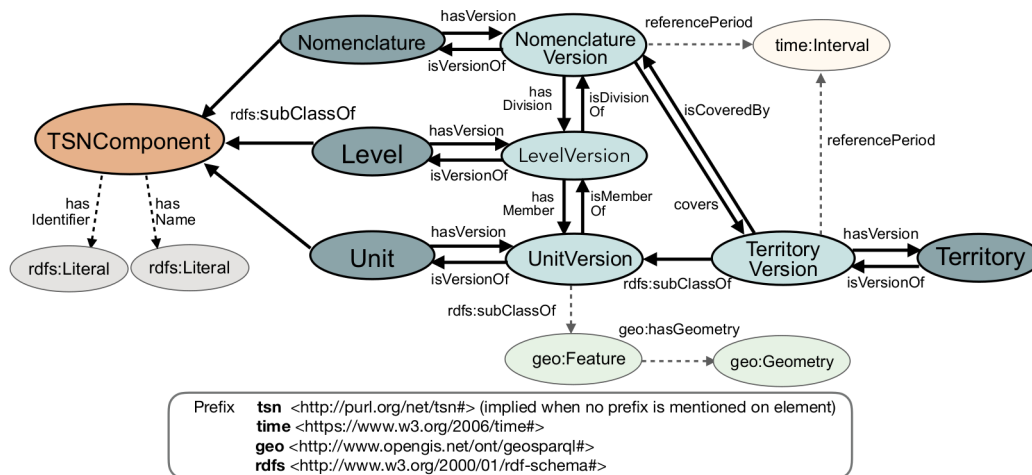 hasVersion
referencePeriod
Nomenclature
Nomenclature
Version
time:Interval
isVersionOf
has
Division
isDivision
Of
isCoveredBy
rdfs:subClassOf
hasVersion
TSNComponent
Level
LevelVersion
referencePeriod
isVersionOf
has
Member
isMember
Of
has
Identifier
has
Name
covers
hasVersion
hasVersion
rdfs:Literal
rdfs:Literal
Unit
UnitVersion
Territory
Version
Territory
isVersionOf
rdfs:subClassOf
isVersionOf
rdfs:subClassOf
geo:hasGeometry
geo:Feature
geo:Geometry
Prefix tsn <http://purl.org/net/tsn#> (implied when no prefix is mentioned on element)
time <https://www.w3.org/2006/time#>
geo <http://www.opengis.net/ont/geosparql#>
rdfs <http://www.w3.org/2000/01/rdf-schema#>